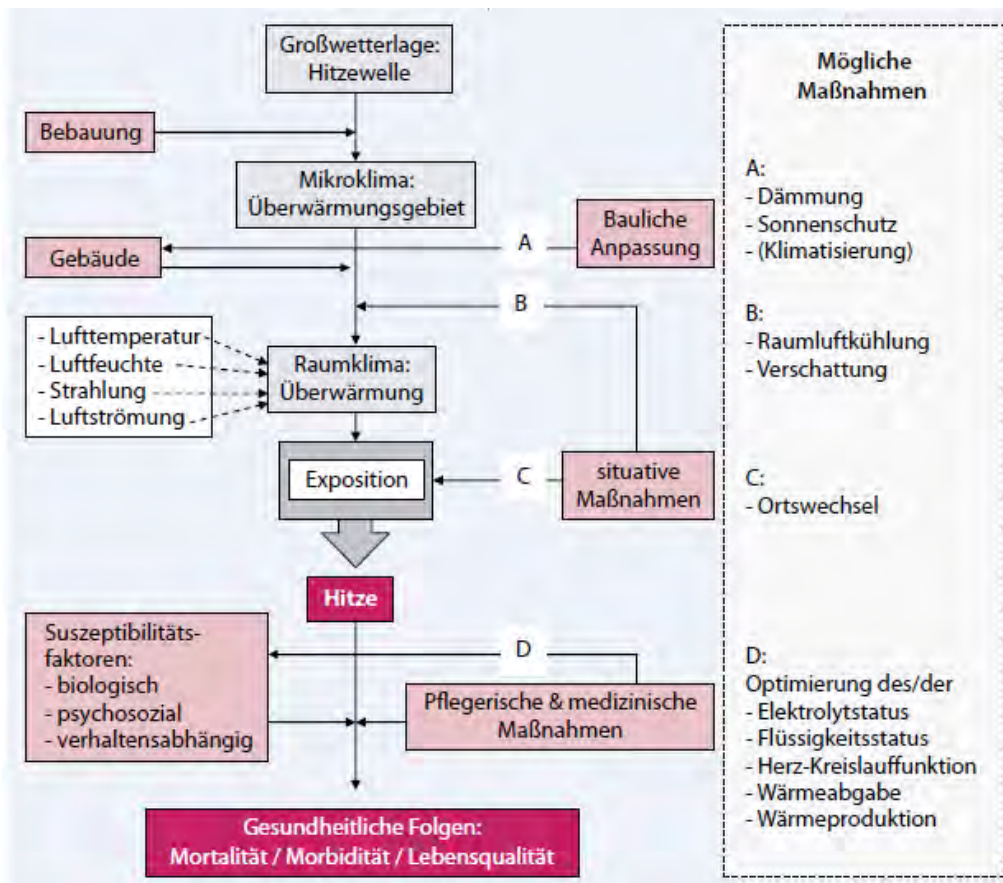 Großwetterlage:
Hitzewelle
Bebauung
Mikroklima:
Überwärmungsgebiet
Bauliche
Anpassung
A
Gebäude
B
- Lufttemperatur
- Luftfeuchte
- Strahlung
- Luftströmung
Raumklima:
Überwärmung
Exposition
C
situative
Maßnahmen
Hitze
Suszeptibilitäts-
faktoren:
- biologisch
- psychosozial
- verhaltensabhängig
D
Pflegerische & medizinische
Maßnahmen
Gesundheitliche Folgen:
Mortalität / Morbidität / Lebensqualität
Mögliche
Maßnahmen
A:
- Dämmung
- Sonnenschutz
- (Klimatisierung)
B:
- Raumluftkühlung
- Verschattung
C:
- Ortswechsel
D:
Optimierung des/der
- Elektrolytstatus
- Flüssigkeitsstatus
- Herz-Kreislauffunktion
- Wärmeabgabe
- Wärmeproduktion